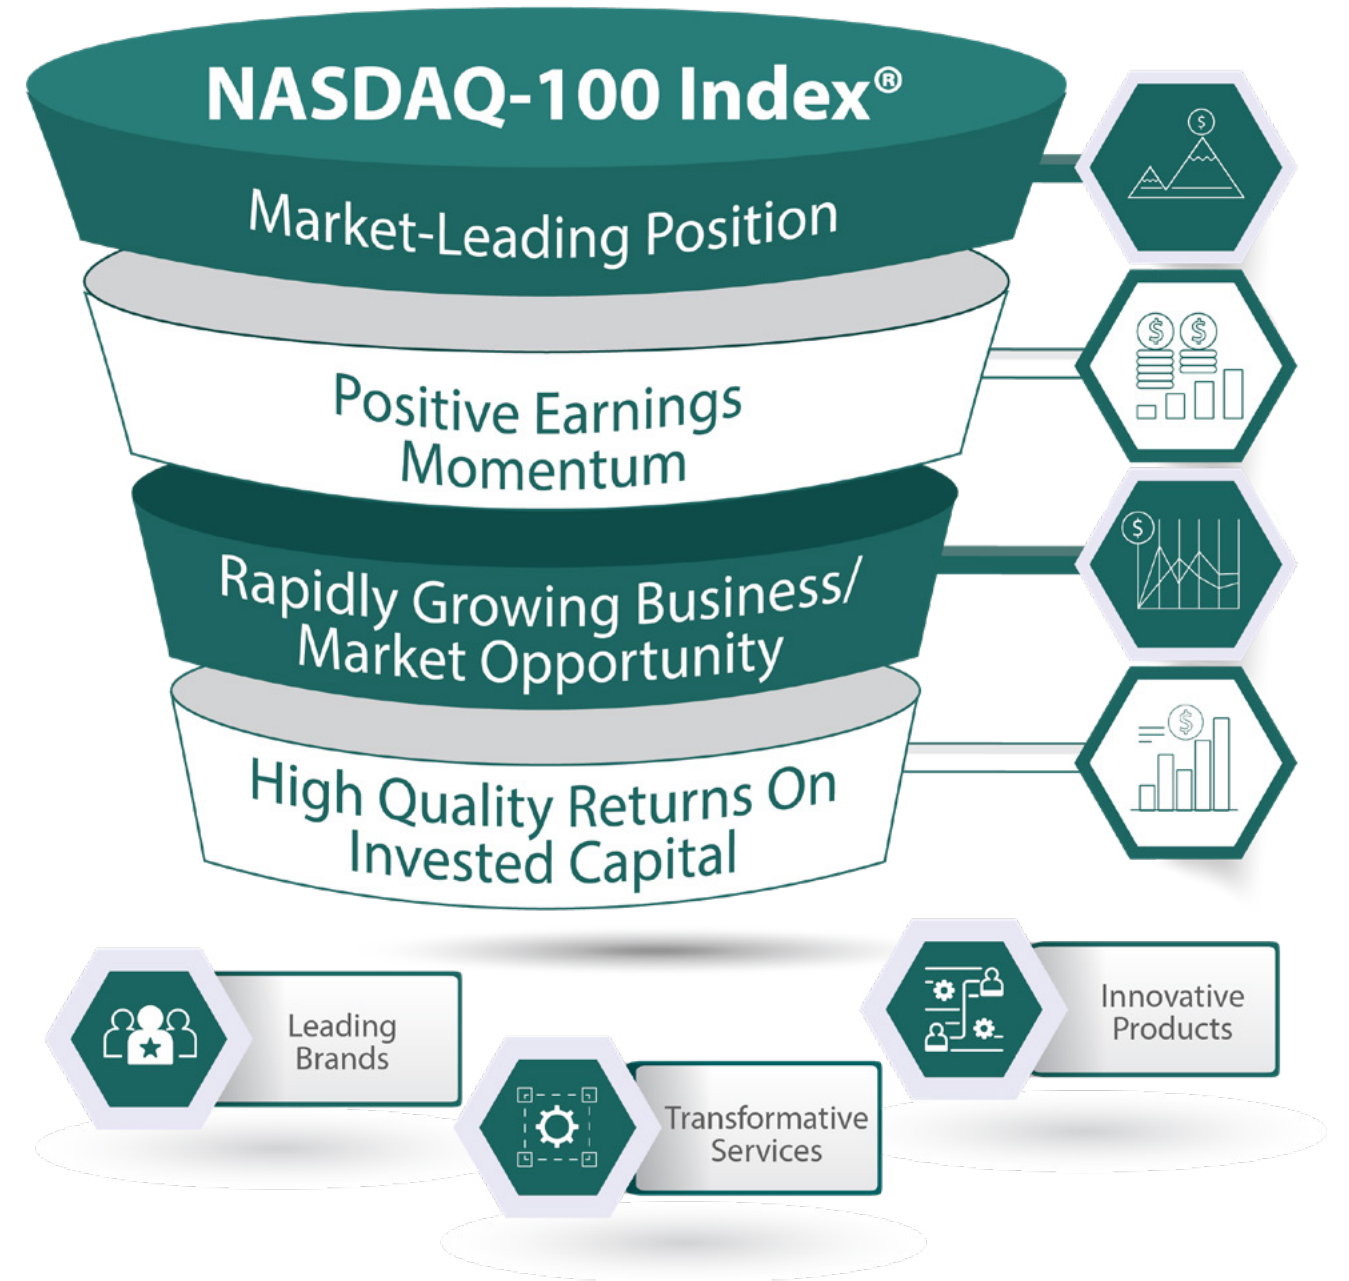 NASDAQ-100 Index®
Market-Leading Position
$
Positive Earnings
Momentum
$ $
Rapidly Growing Business/
Market Opportunity
$
High Quality Returns On
Invested Capital
$
Leading
Brands
Transformative
Services
Innovative
Products